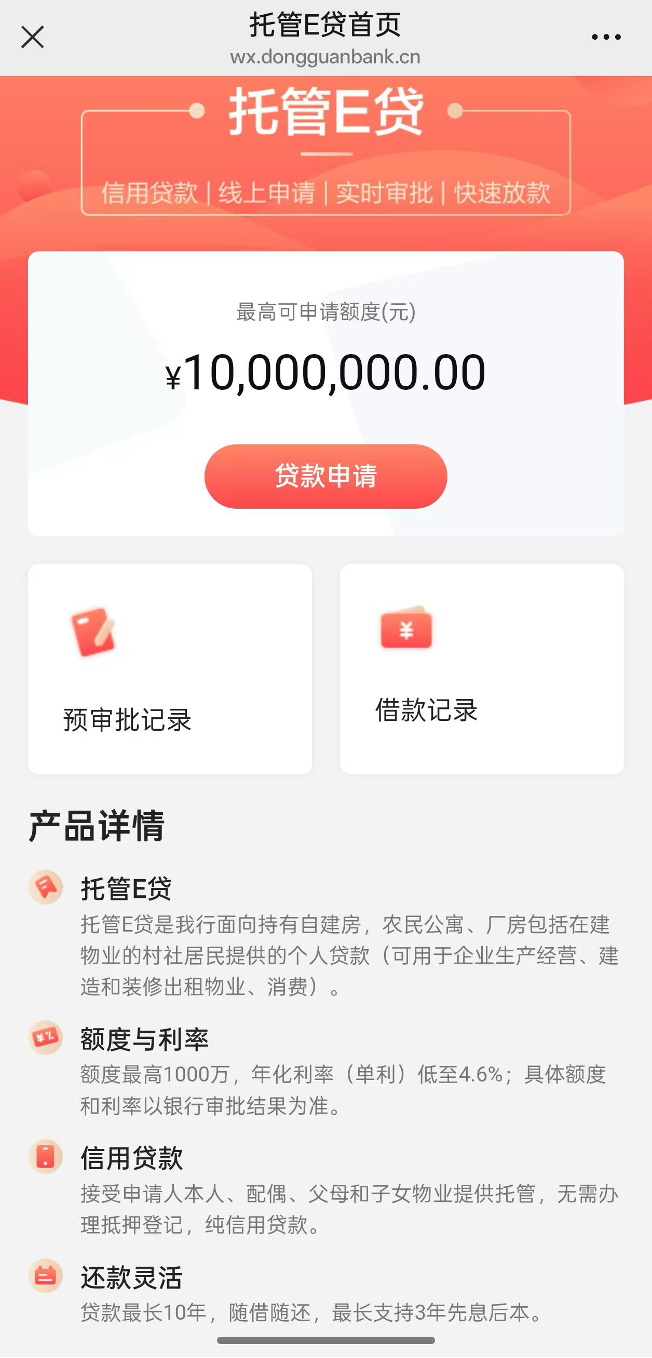 托管E贷首页
wx.dongguanbank.cn
托管E贷
信用贷款 | 线上申请 | 实时审批 | 快速放款
最高可申请额度(元)
¥10,000,000.00
贷款申请
预审批记录
借款记录
产品详情
托管E贷
托管E贷是我行面向持有自建房，农民公寓、厂房包括在建
物业的村社居民提供的个人贷款（可用于企业生产经营、建
造和装修出租物业、消费）。
额度与利率
额度最高1000万，年化利率（单利）低至4.6%；具体额度
和利率以银行审批结果为准。
信用贷款
接受申请人本人、配偶、父母和子女物业提供托管，无需办
理抵押登记，纯信用贷款。
还款灵活
贷款最长10年，随借随还，最长支持3年先息后本。